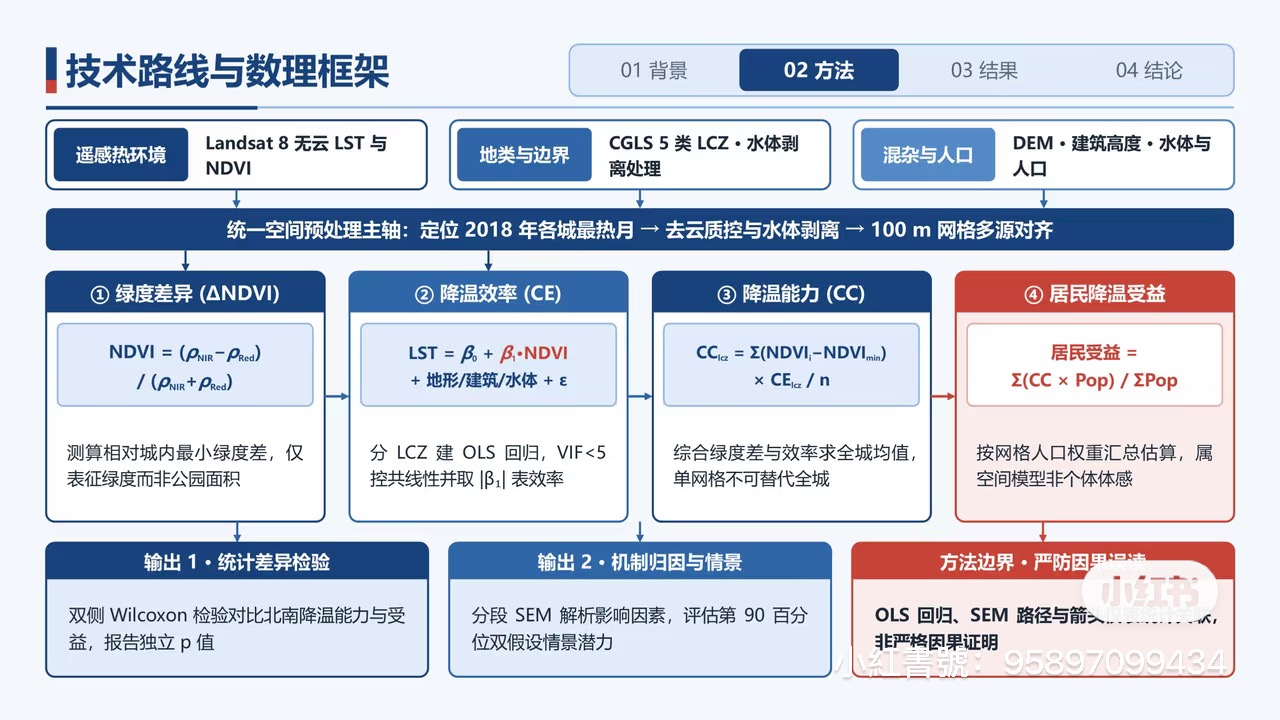 技术路线与数理框架
01 背景
02 方法
03 结果
04 结论
遥感热环境
Landsat 8 无云 LST 与
NDVI
地类与边界
CGLS 5 类 LCZ·水体剥
离处理
混杂与人口
DEM·建筑高度·水体与
人口
统一空间预处理主轴：定位 2018 年各城最热月 → 去云质控与水体剥离 → 100 m 网格多源对齐
① 绿度差异 (ΔNDVI)
NDVI = (ρNIR−ρRed)
/ (ρNIR+ρRed)
测算相对城内最小绿度差，仅
表征绿度而非公园面积
② 降温效率 (CE)
LST = β₀ + β₁·NDVI
+ 地形/建筑/水体 + ε
分 LCZ 建 OLS 回归，VIF<5
控共线性并取 |β₁| 表效率
③ 降温能力 (CC)
CClcz = Σ(NDVIi−NDVImin)
× CElcz / n
综合绿度差与效率求全城均值，
单网格不可替代全城
④ 居民降温受益
居民受益 =
Σ(CC × Pop) / ΣPop
按网格人口权重汇总估算，属
空间模型非个体体感
输出 1·统计差异检验
双侧 Wilcoxon 检验对比北南降温能力与受
益，报告独立 p 值
输出 2·机制归因与情景
分段 SEM 解析影响因素，评估第 90 百分
位双假设情景潜力
方法边界·严防因果误读
OLS 回归、SEM 路径与箭头
非严格因果证明
小红书
小紅書號：95897099434